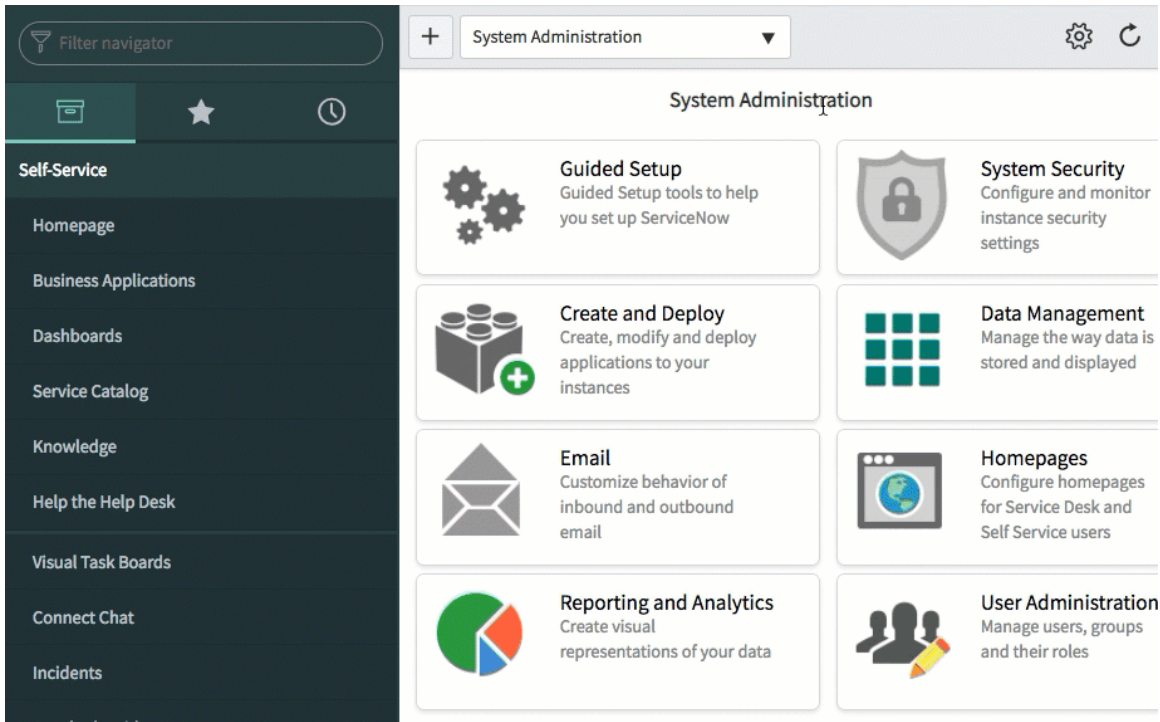 Filter navigator
Self-Service
Homepage
Business Applications
Dashboards
Service Catalog
Knowledge
Help the Help Desk
Visual Task Boards
Connect Chat
Incidents
System Administration
System Administration
Guided Setup
Guided Setup tools to help
you set up ServiceNow
System Security
Configure and monitor
instance security
settings
Create and Deploy
Create, modify and deploy
applications to your
instances
Data Management
Manage the way data is
stored and displayed
Email
Customize behavior of
inbound and outbound
email
Homepages
Configure homepages
for Service Desk and
Self Service users
Reporting and Analytics
Create visual
representations of your data
User Administration
Manage users, groups
and their roles